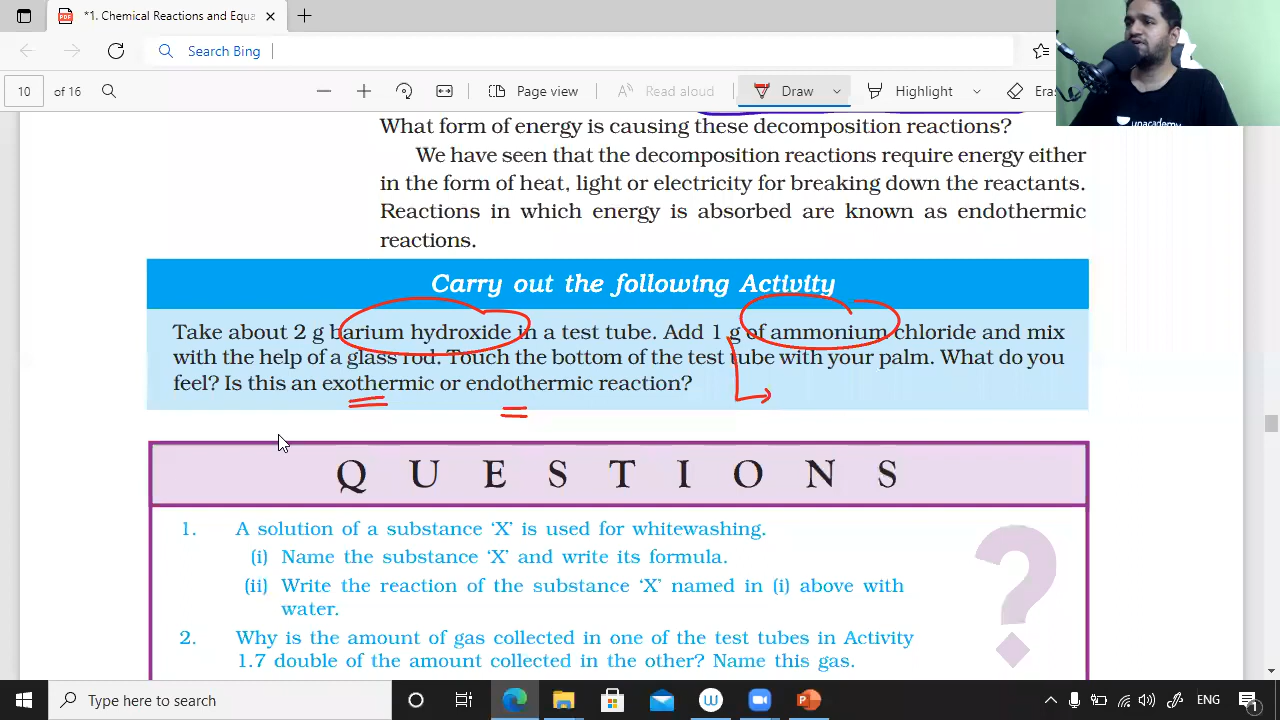 *1. Chemical Reactions and Equa
Search Bing
10 of 16
Page view
Read aloud
Draw
Highlight
Eras
unacademy
What form of energy is causing these decomposition reactions?
We have seen that the decomposition reactions require energy either
in the form of heat, light or electricity for breaking down the reactants.
Reactions in which energy is absorbed are known as endothermic
reactions.
Carry out the following Activity
Take about 2 g barium hydroxide in a test tube. Add 1 g of ammonium chloride and mix
with the help of a glass rod. Touch the bottom of the test tube with your palm. What do you
feel? Is this an exothermic or endothermic reaction?
Q U E S T I O N S
1. A solution of a substance ‘X’ is used for whitewashing.
(i) Name the substance ‘X’ and write its formula.
(ii) Write the reaction of the substance ‘X’ named in (i) above with
water.
2. Why is the amount of gas collected in one of the test tubes in Activity
1.7 double of the amount collected in the other? Name this gas.
?
Type here to search
ENG
1